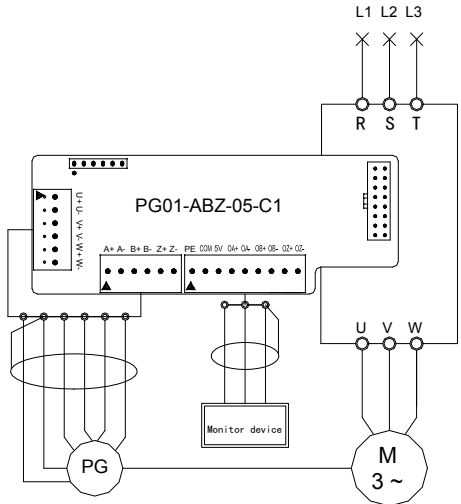 L1 L2 L3
R S T
PG01-ABZ-05-C1
U+ U- V+ V- W+ W-
A+ A- B+ B- Z+ Z- PE COM 5V OA+ OA- OB+ OB- OZ+ OZ-
U V W
Monitor device
PG
M
3 ~